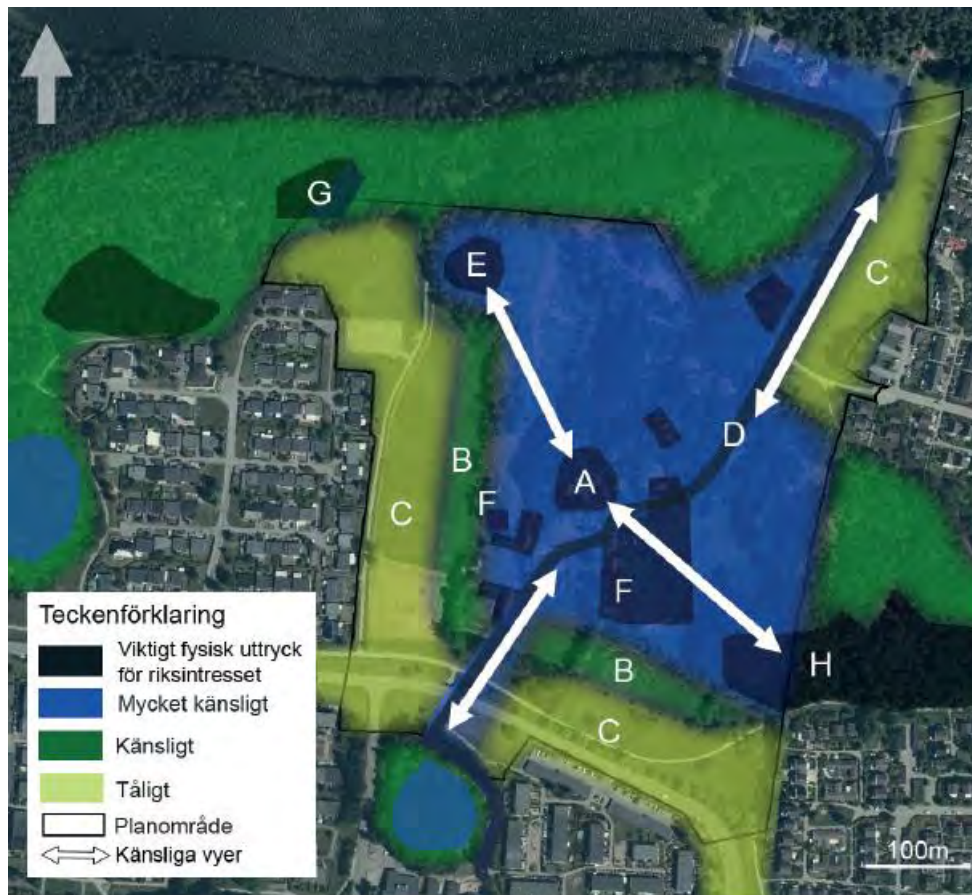 G
E
C
D
B
A
C
F
F
H
B
C
Teckenförklaring
Viktigt fysisk uttryck
för riksintresset
Mycket känsligt
Känsligt
Tåligt
Planområde
Känsliga vyer
100m